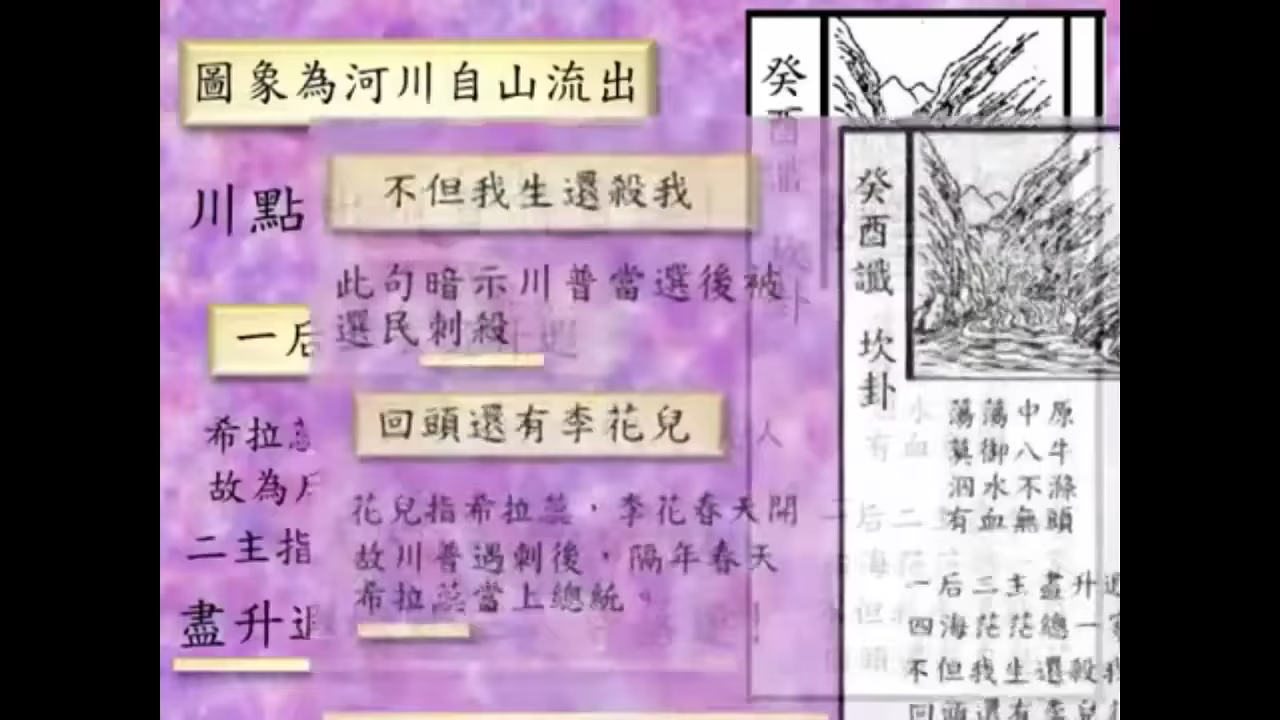 圖象為河川自山流出
川點
不但我生還殺我
此句暗示川普當選後被
選民刺殺
一后
回頭還有李花兒
希拉
故為
花兒指希拉蕊，李花春天開
故川普遇刺後，隔年春天
希拉蕊當上總統。
二主指
盡升
癸酉
癸酉讖 坎卦
蕩蕩中原
莫御八牛
泅水不滌
有血無頭
一后二主盡升
四海茫茫總一
不但我生還殺
回頭還有李